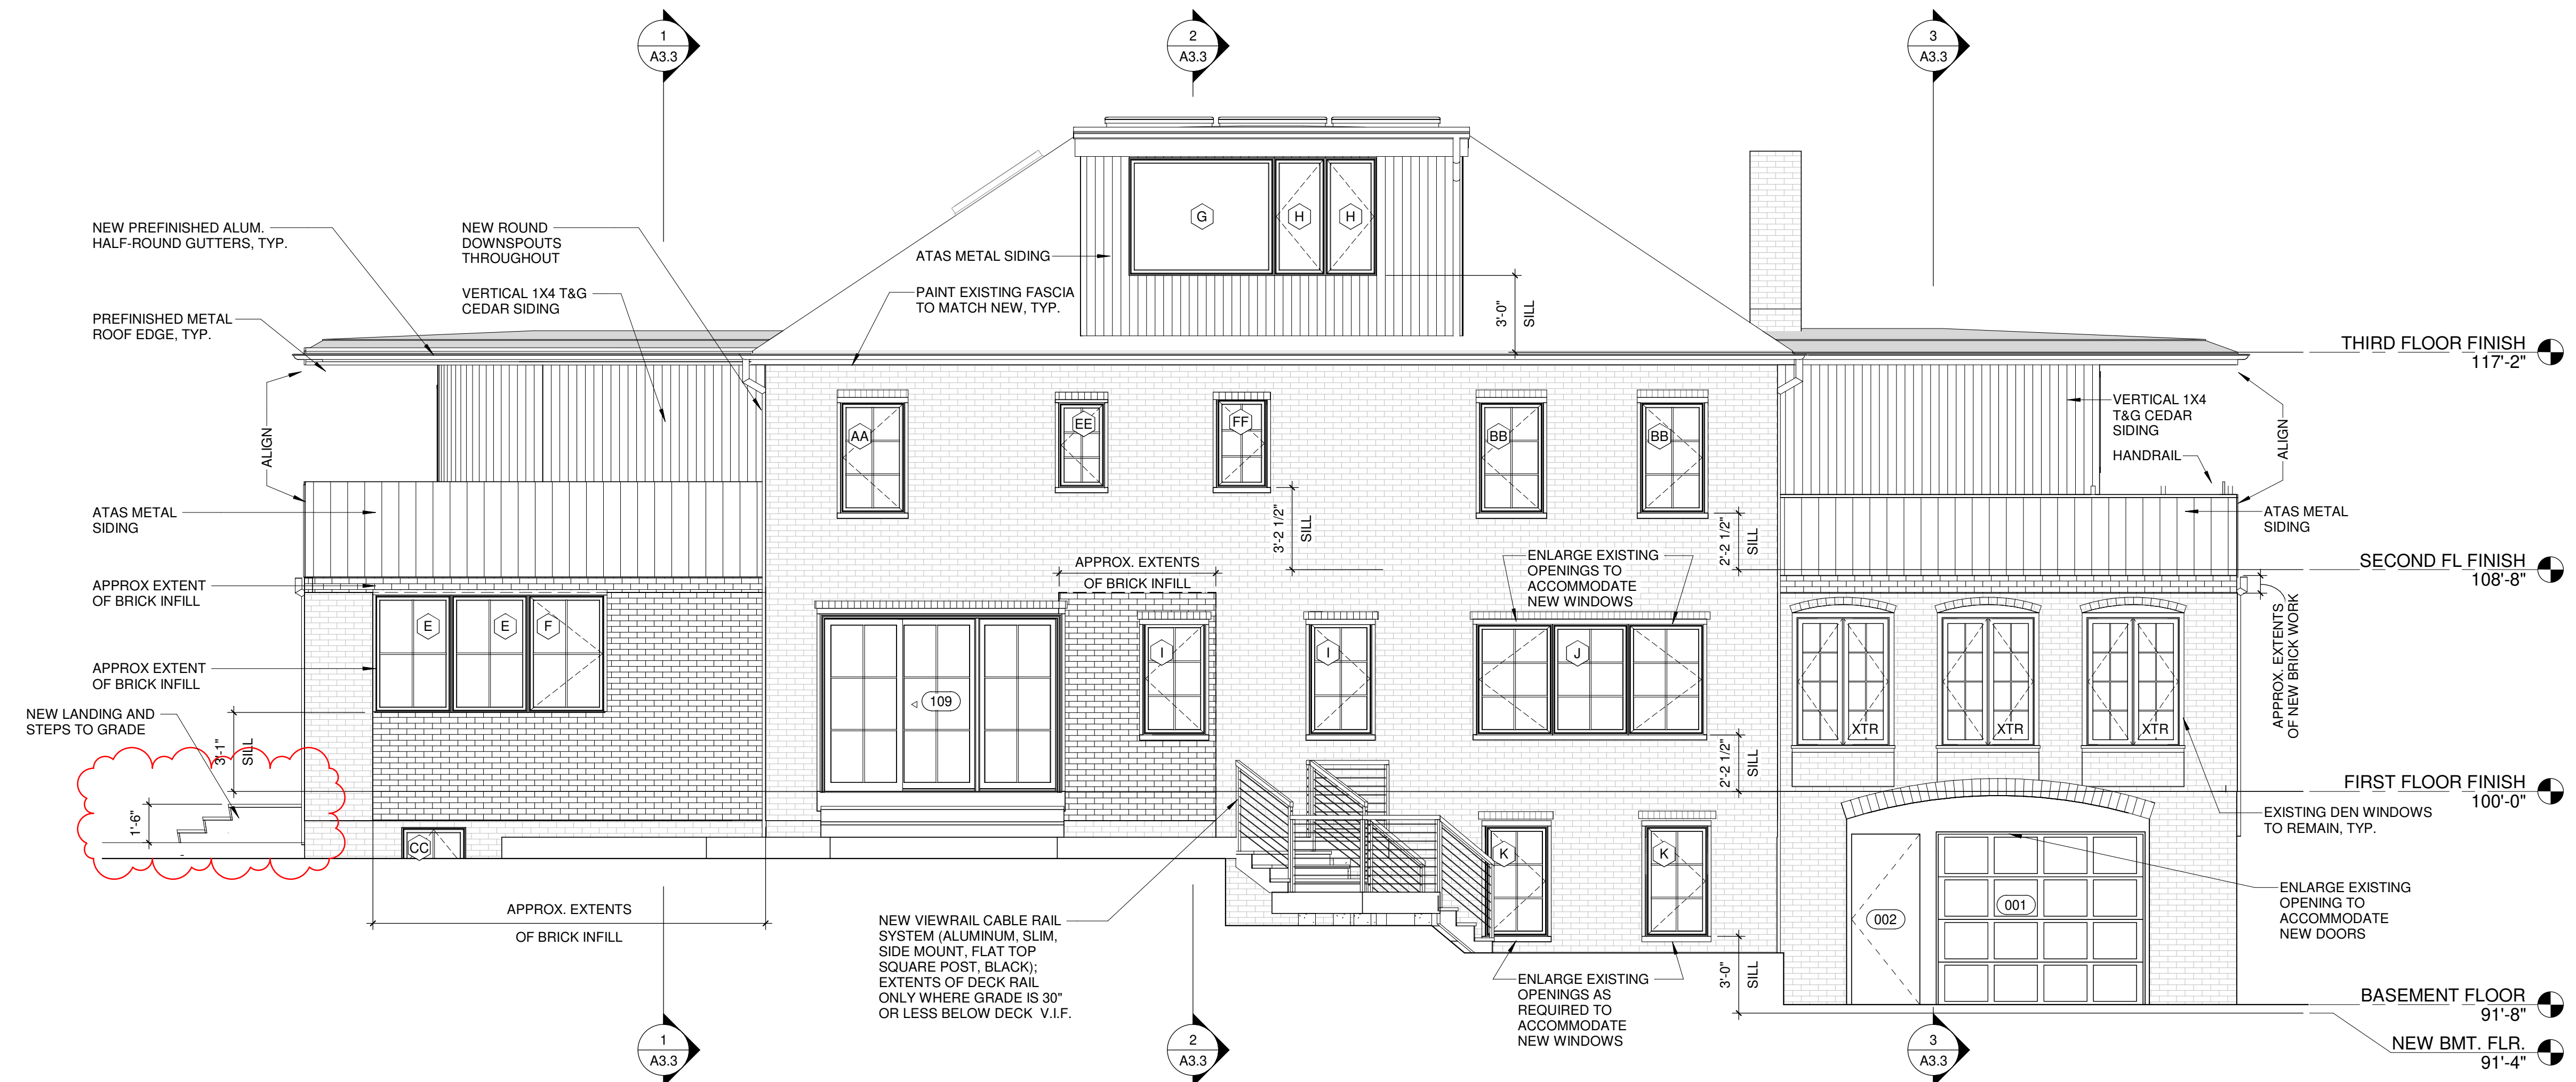 1
A3.3
2
A3.3
3
A3.3
NEW PREFINISHED ALUM.
HALF-ROUND GUTTERS, TYP.
NEW ROUND
DOWNSPOUTS
THROUGHOUT
VERTICAL 1X4 T&G
CEDAR SIDING
PREFINISHED METAL
ROOF EDGE, TYP.
ATAS METAL SIDING
PAINT EXISTING FASCIA
TO MATCH NEW, TYP.
G
H
H
3'-0"
SILL
THIRD FLOOR FINISH
117'-2"
VERTICAL 1X4
T&G CEDAR
SIDING
HANDRAIL
ALIGN
ALIGN
AA
EE
FF
BB
BB
ATAS METAL
SIDING
ATAS METAL
SIDING
3'-2 1/2"
SILL
2'-2 1/2"
SILL
SECOND FL FINISH
108'-8"
APPROX EXTENT
OF BRICK INFILL
APPROX. EXTENTS
OF BRICK INFILL
ENLARGE EXISTING
OPENINGS TO
ACCOMMODATE
NEW WINDOWS
APPROX. EXTENTS
OF NEW BRICK WORK
E
E
F
I
I
J
APPROX EXTENT
OF BRICK INFILL
109
XTR
XTR
XTR
NEW LANDING AND
STEPS TO GRADE
3'-1"
SILL
2'-2 1/2"
SILL
FIRST FLOOR FINISH
100'-0"
1'-6"
EXISTING DEN WINDOWS
TO REMAIN, TYP.
CC
K
K
ENLARGE EXISTING
OPENING TO
ACCOMMODATE
NEW DOORS
001
002
APPROX. EXTENTS
OF BRICK INFILL
NEW VIEWRAIL CABLE RAIL
SYSTEM (ALUMINUM, SLIM,
SIDE MOUNT, FLAT TOP
SQUARE POST, BLACK);
EXTENTS OF DECK RAIL
ONLY WHERE GRADE IS 30"
OR LESS BELOW DECK V.I.F.
ENLARGE EXISTING
OPENINGS AS
REQUIRED TO
ACCOMMODATE
NEW WINDOWS
3'-0"
SILL
BASEMENT FLOOR
91'-8"
NEW BMT. FLR.
91'-4"
1
A3.3
2
A3.3
3
A3.3